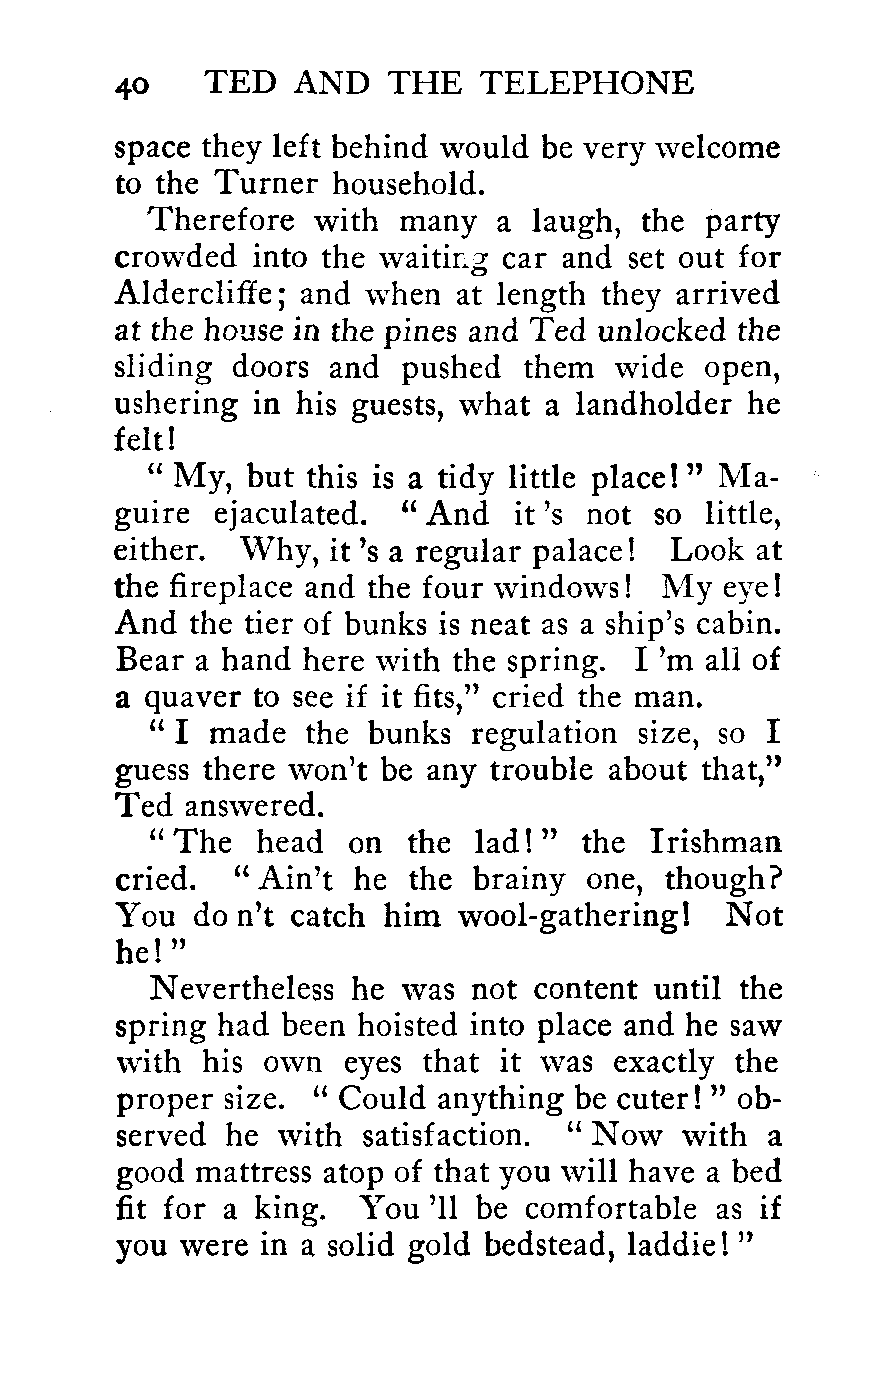 40 TED AND THE TELEPHONE
space they left behind would be very welcome
to the Turner household.
Therefore with many a laugh, the party
crowded into the waiting car and set out for
Aldercliffe; and when at length they arrived
at the house in the pines and Ted unlocked the
sliding doors and pushed them wide open,
ushering in his guests, what a landholder he
felt!
" My, but this is a tidy little place! " Ma-
guire ejaculated. " And it 's not so little,
either. Why, it 's a regular palace! Look at
the fireplace and the four windows! My eye!
And the tier of bunks is neat as a ship's cabin.
Bear a hand here with the spring. I 'm all of
a quaver to see if it fits," cried the man.
" I made the bunks regulation size, so I
guess there won't be any trouble about that,"
Ted answered.
" The head on the lad! " the Irishman
cried. " Ain't he the brainy one, though?
You do n't catch him wool-gathering! Not
he! "
Nevertheless he was not content until the
spring had been hoisted into place and he saw
with his own eyes that it was exactly the
proper size. " Could anything be cuter! " ob-
served he with satisfaction. " Now with a
good mattress atop of that you will have a bed
fit for a king. You 'll be comfortable as if
you were in a solid gold bedstead, laddie! "